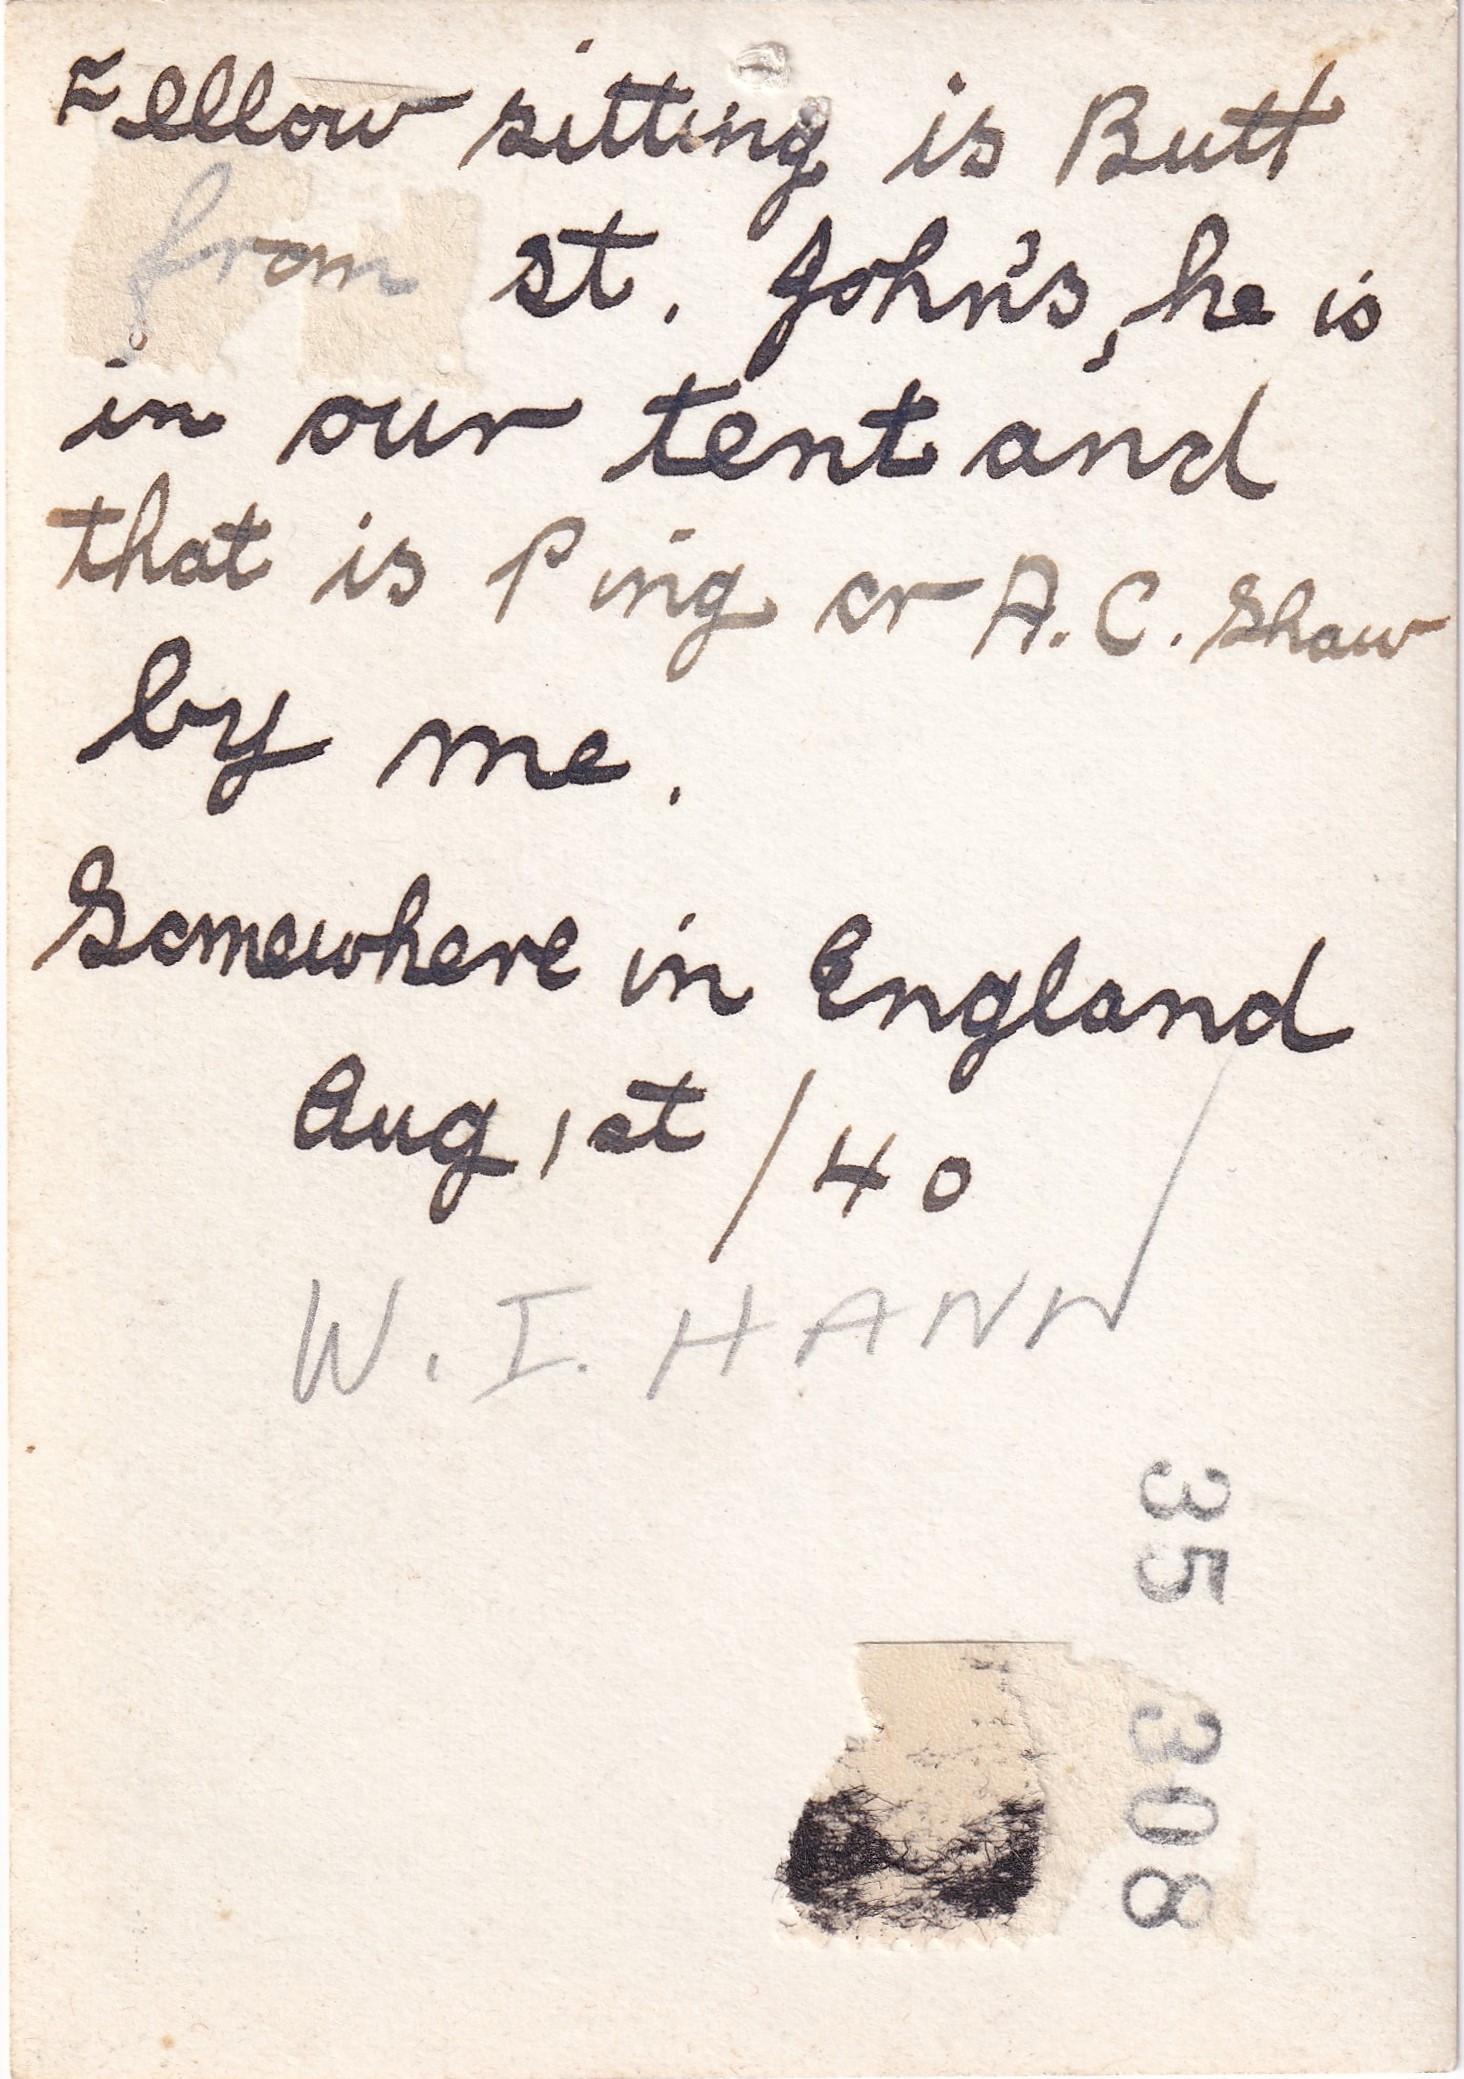 Fellow sitting is Butt
from st. John's, he is
in our tent and
that is Ping or A.C. Shaw
by me.
Somewhere in England
Aug 1st /40
W. I. HANN
35 308